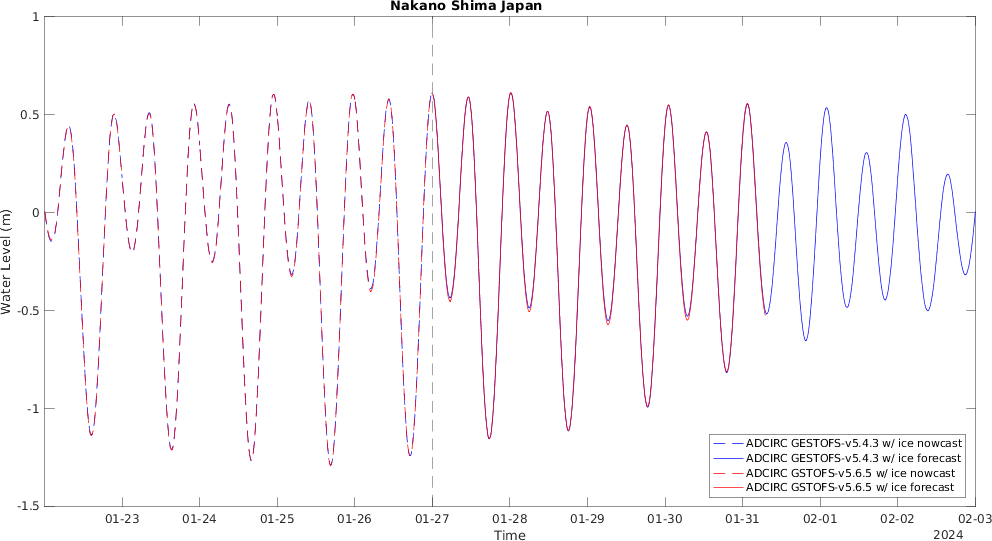 Nakano Shima Japan
1
0.5
0
-0.5
-1
-1.5
Water Level (m)
01-23 01-24 01-25 01-26 01-27 01-28 01-29 01-30 01-31 02-01 02-02 02-03
Time
2024
ADCIRC GESTOFS-v5.4.3 w/ ice nowcast
ADCIRC GESTOFS-v5.4.3 w/ ice forecast
ADCIRC GSTOFS-v5.6.5 w/ ice nowcast
ADCIRC GSTOFS-v5.6.5 w/ ice forecast